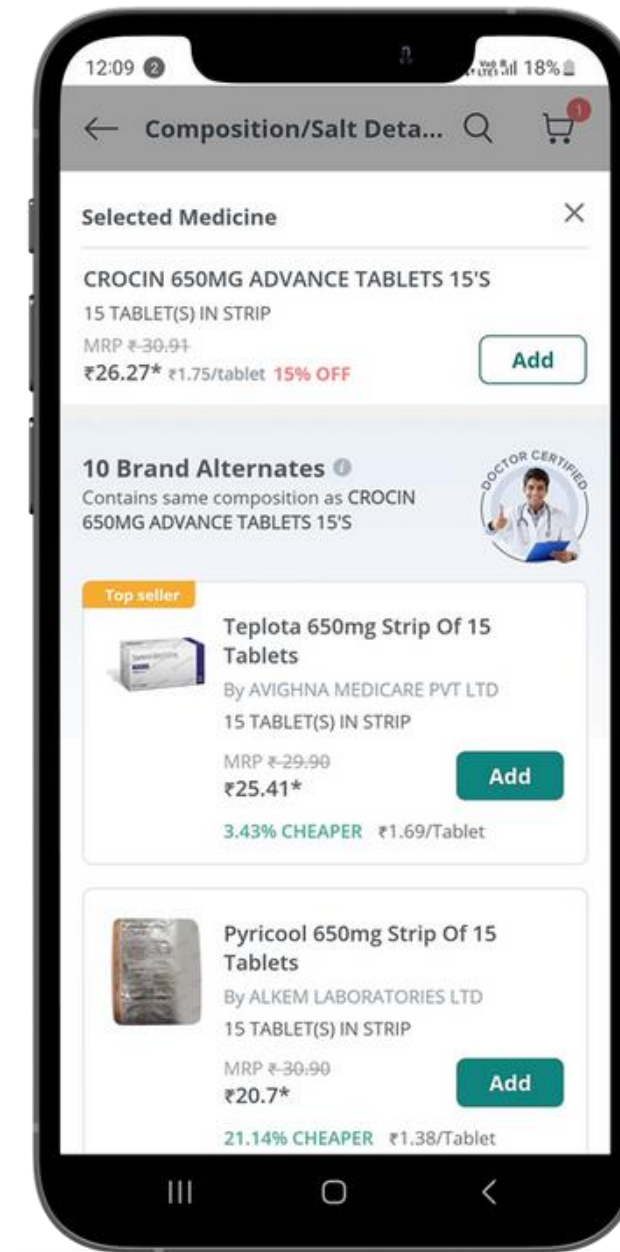 12:09 2
18%
Composition/Salt Deta...
1
Selected Medicine
CROCIN 650MG ADVANCE TABLETS 15'S
15 TABLET(S) IN STRIP
MRP ₹ 30.91
₹26.27* ₹1.75/tablet 15% OFF
Add
10 Brand Alternates
Contains same composition as CROCIN
650MG ADVANCE TABLETS 15'S
DOCTOR CERTIFIED
Top seller
Teplota 650mg Strip Of 15
Tablets
By AVIGHNA MEDICARE PVT LTD
15 TABLET(S) IN STRIP
MRP ₹ 29.90
₹25.41*
Add
3.43% CHEAPER ₹1.69/Tablet
Pyricool 650mg Strip Of 15
Tablets
By ALKEM LABORATORIES LTD
15 TABLET(S) IN STRIP
MRP ₹ 30.90
₹20.7*
Add
21.14% CHEAPER ₹1.38/Tablet